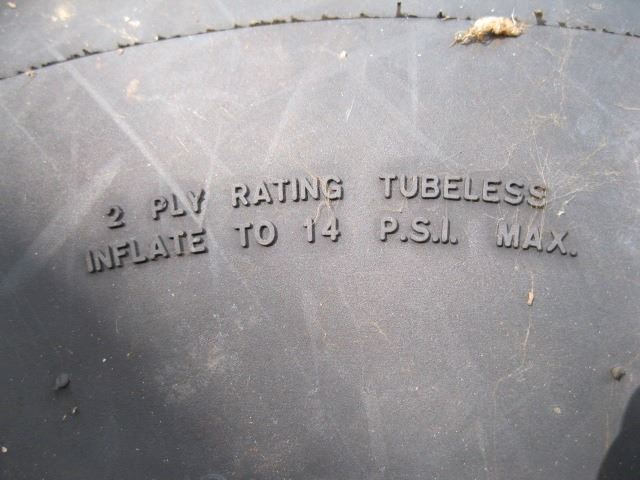 2 PLY RATING TUBELESS
INFLATE TO 14 P.S.I. MAX.